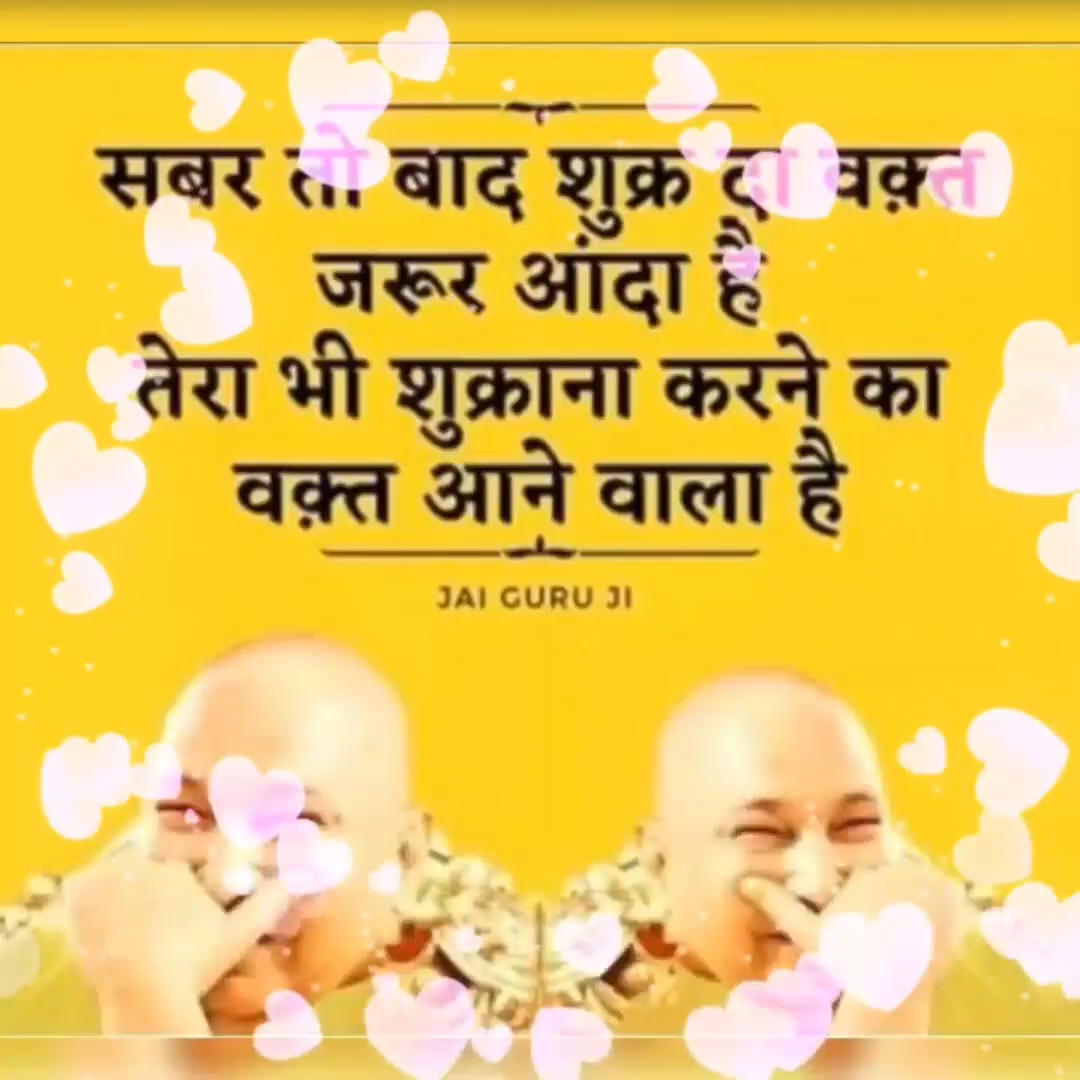 सबर तो बाद शुक्र दा वक़्त
जरूर आंदा है
तेरा भी शुक्राना करने का
वक़्त आने वाला है
JAI GURU JI